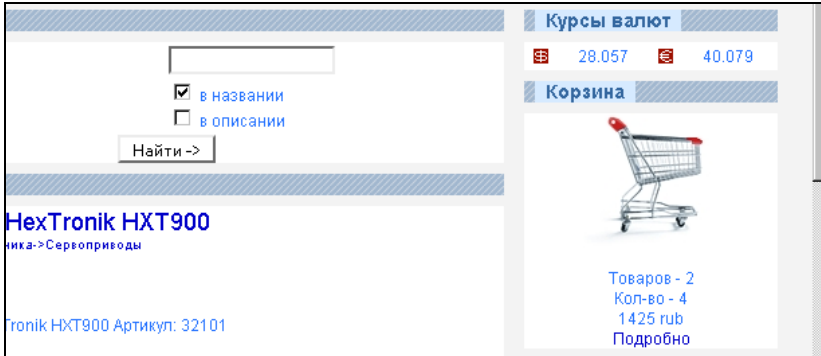 Курсы валют
28.057 40.079
в названии
в описании
Найти ->
Корзина
HexTronik HXT900
ника->Сервоприводы
Tronik HXT900 Артикул: 32101
Товаров - 2
Кол-во - 4
1425 rub
Подробно